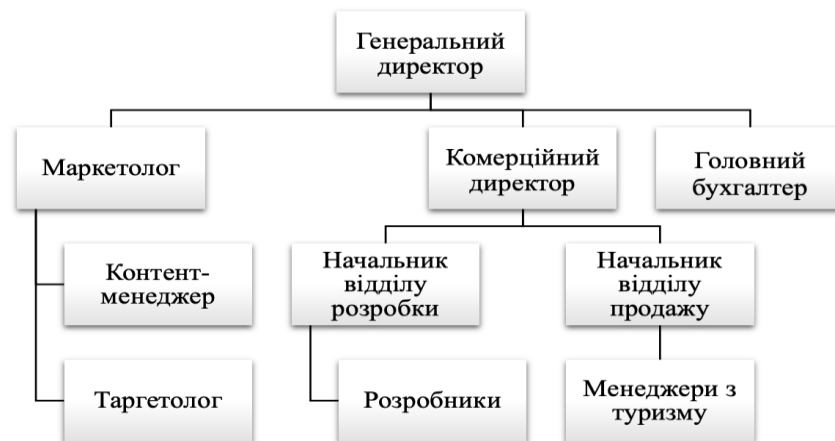 Генеральний
директор
Маркетолог
Комерційний
директор
Головний
бухгалтер
Контент-
менеджер
Начальник
відділу
розробки
Начальник
відділу
продажу
Таргетолог
Розробники
Менеджери з
туризму